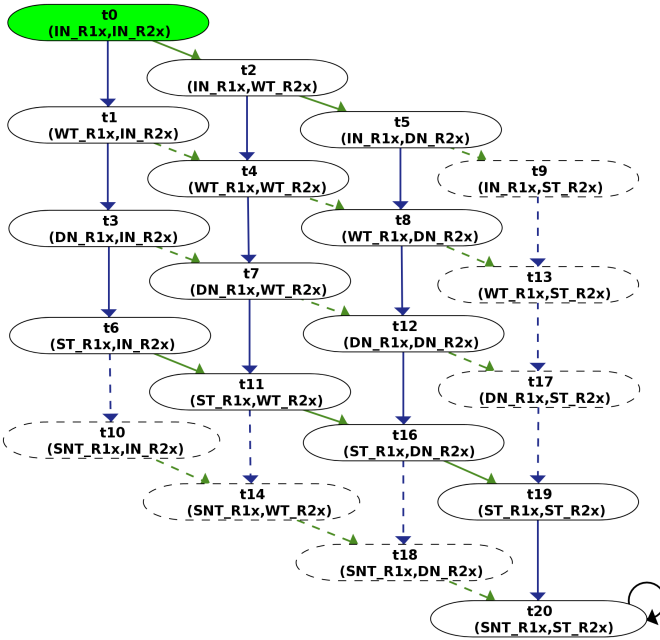 t0
(IN_R1x,IN_R2x)
t2
(IN_R1x,WT_R2x)
t1
(WT_R1x,IN_R2x)
t5
(IN_R1x,DN_R2x)
t4
(WT_R1x,WT_R2x)
t9
(IN_R1x,ST_R2x)
t3
(DN_R1x,IN_R2x)
t8
(WT_R1x,DN_R2x)
t7
(DN_R1x,WT_R2x)
t13
(WT_R1x,ST_R2x)
t6
(ST_R1x,IN_R2x)
t12
(DN_R1x,DN_R2x)
t11
(ST_R1x,WT_R2x)
t17
(DN_R1x,ST_R2x)
t10
(SNT_R1x,IN_R2x)
t16
(ST_R1x,DN_R2x)
t14
(SNT_R1x,WT_R2x)
t19
(ST_R1x,ST_R2x)
t18
(SNT_R1x,DN_R2x)
t20
(SNT_R1x,ST_R2x)